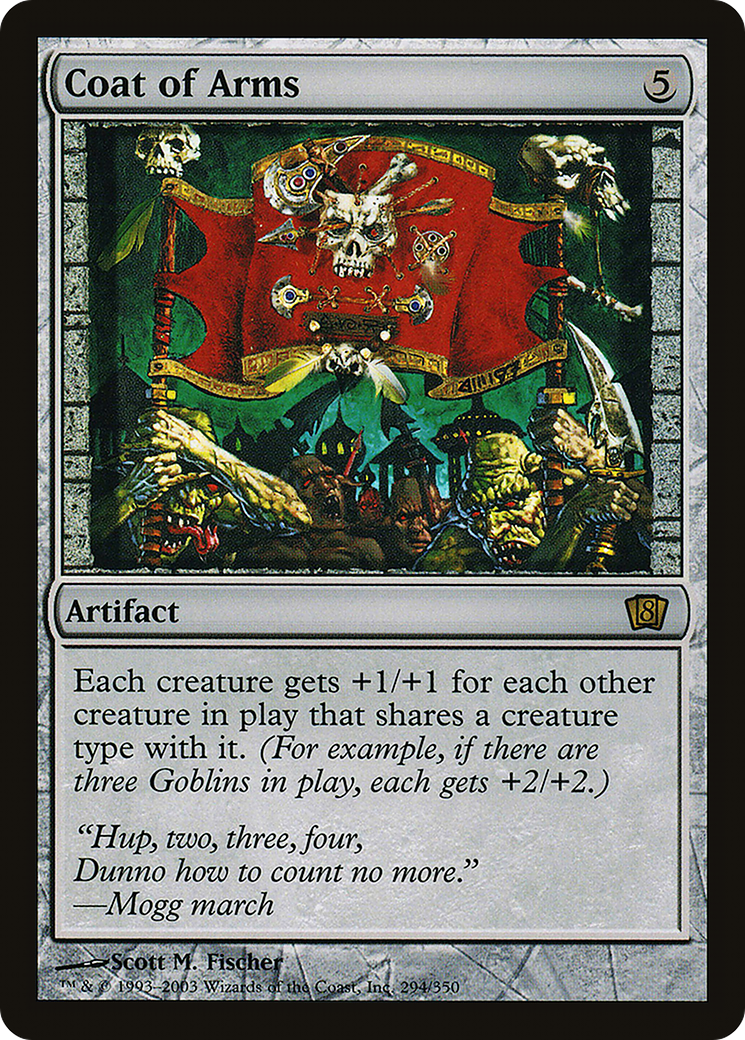 Coat of Arms 5
Artifact 8
Each creature gets +1/+1 for each other
creature in play that shares a creature
type with it. (For example, if there are
three Goblins in play, each gets +2/+2.)
“Hup, two, three, four,
Dunno how to count no more.”
—Mogg march
Scott M. Fischer
™ & © 1993–2003 Wizards of the Coast, Inc. 294/350